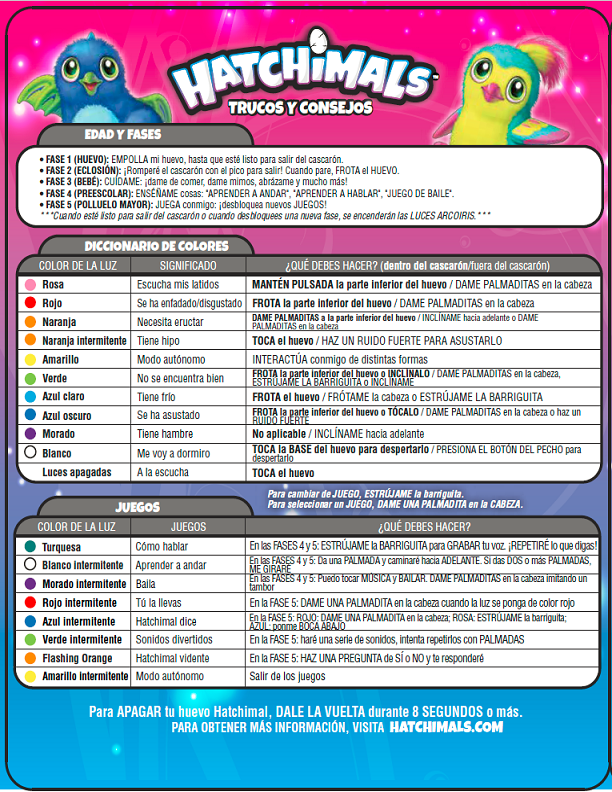 HATCHiMALS™
TRUCOS Y CONSEJOS
EDAD Y FASES
• FASE 1 (HUEVO): EMPOLLA mi huevo, hasta que esté listo para salir del cascarón.
• FASE 2 (ECLOSIÓN): ¡Romperé el cascarón con el pico para salir! Cuando pare, FROTA el HUEVO.
• FASE 3 (BEBÉ): CUÍDAME: ¡dame de comer, dame mimos, abrázame y mucho más!
• FASE 4 (PREESCOLAR): ENSÉÑAME cosas: "APRENDER A ANDAR", "APRENDER A HABLAR", "JUEGO DE BAILE".
• FASE 5 (POLLUELO MAYOR): JUEGA conmigo: ¡desbloquea nuevos JUEGOS!
***Cuando esté listo para salir del cascarón o cuando desbloquees una nueva fase, se encenderán las LUCES ARCOIRIS.***
DICCIONARIO DE COLORES
COLOR DE LA LUZ SIGNIFICADO ¿QUÉ DEBES HACER? (dentro del cascarón/fuera del cascarón)
Rosa Escucha mis latidos MANTÉN PULSADA la parte inferior del huevo / DAME PALMADITAS en la cabeza
Rojo Se ha enfadado/disgustado FROTA la parte inferior del huevo / DAME PALMADITAS en la cabeza
Naranja Necesita eructar DAME PALMADITAS a la parte inferior del huevo / INCLÍNAME hacia adelante o DAME
PALMADITAS en la cabeza
Naranja intermitente Tiene hipo TOCA el huevo / HAZ UN RUIDO FUERTE PARA ASUSTARLO
Amarillo Modo autónomo INTERACTÚA conmigo de distintas formas
Verde No se encuentra bien FROTA la parte inferior del huevo o INCLÍNALO / DAME PALMADITAS en la cabeza,
ESTRÚJAME LA BARRIGUITA o INCLÍNAME
Azul claro Tiene frío FROTA el huevo / FRÓTAME la cabeza o ESTRÚJAME LA BARRIGUITA
Azul oscuro Se ha asustado FROTA la parte inferior del huevo o TÓCALO / DAME PALMADITAS en la cabeza o haz un
RUIDO FUERTE
Morado Tiene hambre No aplicable / INCLÍNAME hacia adelante
Blanco Me voy a dormiro TOCA la BASE del huevo para despertarlo / PRESIONA EL BOTÓN DEL PECHO para
despertarlo
Luces apagadas A la escucha TOCA el huevo
Para cambiar de JUEGO, ESTRÚJAME la barriguita.
Para seleccionar un JUEGO, DAME UNA PALMADITA en la CABEZA.
JUEGOS
COLOR DE LA LUZ JUEGOS ¿QUÉ DEBES HACER?
Turquesa Cómo hablar En las FASES 4 y 5: ESTRÚJAME la BARRIGUITA para GRABAR tu voz. ¡REPETIRÉ lo que digas!
Blanco intermitente Aprender a andar En las FASES 4 y 5: Da una PALMADA y caminaré hacia ADELANTE. Si das DOS o más PALMADAS,
ME GIRARÉ
Morado intermitente Baila En las FASES 4 y 5: Puedo tocar MÚSICA y BAILAR. DAME PALMADITAS en la cabeza imitando un
tambor
Rojo intermitente Tú la llevas En la FASE 5: DAME UNA PALMADITA en la cabeza cuando la luz se ponga de color rojo
Azul intermitente Hatchimal dice En la FASE 5: ROJO: DAME UNA PALMADITA en la cabeza; ROSA: ESTRÚJAME la barriguita;
AZUL: ponme BOCA ABAJO
Verde intermitente Sonidos divertidos En la FASE 5: haré una serie de sonidos, intenta repetirlos con PALMADAS
Flashing Orange Hatchimal vidente En la FASE 5: HAZ UNA PREGUNTA de SÍ o NO y te responderé
Amarillo intermitente Modo autónomo Salir de los juegos
Para APAGAR tu huevo Hatchimal, DALE LA VUELTA durante 8 SEGUNDOS o más.
PARA OBTENER MÁS INFORMACIÓN, VISITA HATCHIMALS.COM